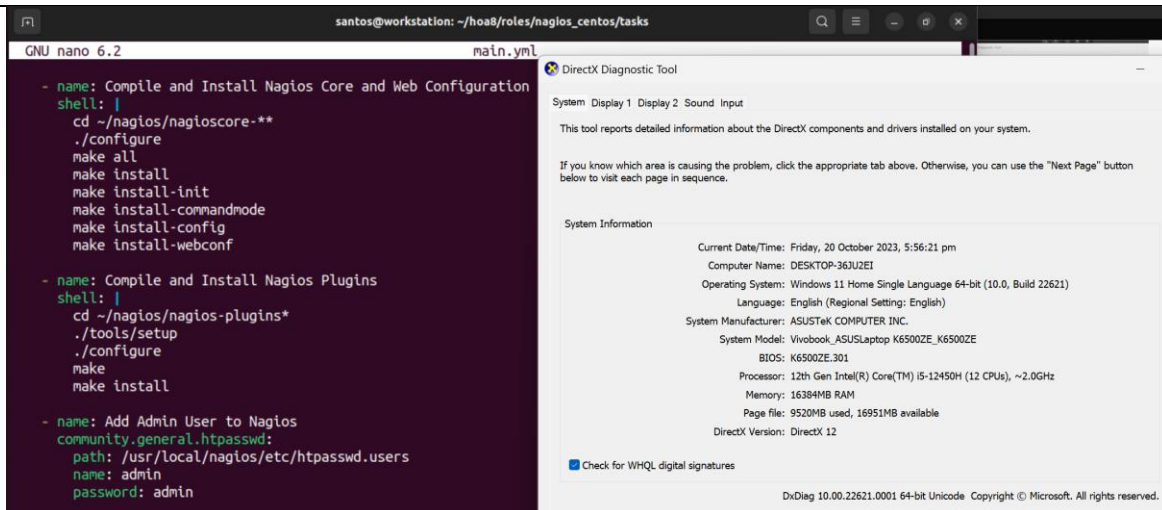 santos@workstation: ~/hoa8/roles/nagios_centos/tasks
GNU nano 6.2
main.yml
- name: Compile and Install Nagios Core and Web Configuration
shell: |
cd ~/nagios/nagioscore-**
./configure
make all
make install
make install-init
make install-commandmode
make install-config
make install-webconf
- name: Compile and Install Nagios Plugins
shell: |
cd ~/nagios/nagios-plugins*
./tools/setup
./configure
make
make install
- name: Add Admin User to Nagios
community.general.htpasswd:
path: /usr/local/nagios/etc/htpasswd.users
name: admin
password: admin
DirectX Diagnostic Tool
System Display 1 Display 2 Sound Input
This tool reports detailed information about the DirectX components and drivers installed on your system.
If you know which area is causing the problem, click the appropriate tab above. Otherwise, you can use the "Next Page" button
below to visit each page in sequence.
System Information
Current Date/Time: Friday, 20 October 2023, 5:56:21 pm
Computer Name: DESKTOP-36JU2EI
Operating System: Windows 11 Home Single Language 64-bit (10.0, Build 22621)
Language: English (Regional Setting: English)
System Manufacturer: ASUSTeK COMPUTER INC.
System Model: Vivobook_ASUSLaptop K6500ZE_K6500ZE
BIOS: K6500ZE.301
Processor: 12th Gen Intel(R) Core(TM) i5-12450H (12 CPUs), ~2.0GHz
Memory: 16384MB RAM
Page file: 9520MB used, 16951MB available
DirectX Version: DirectX 12
Check for WHQL digital signatures
DxDiag 10.00.22621.0001 64-bit Unicode Copyright © Microsoft. All rights reserved.